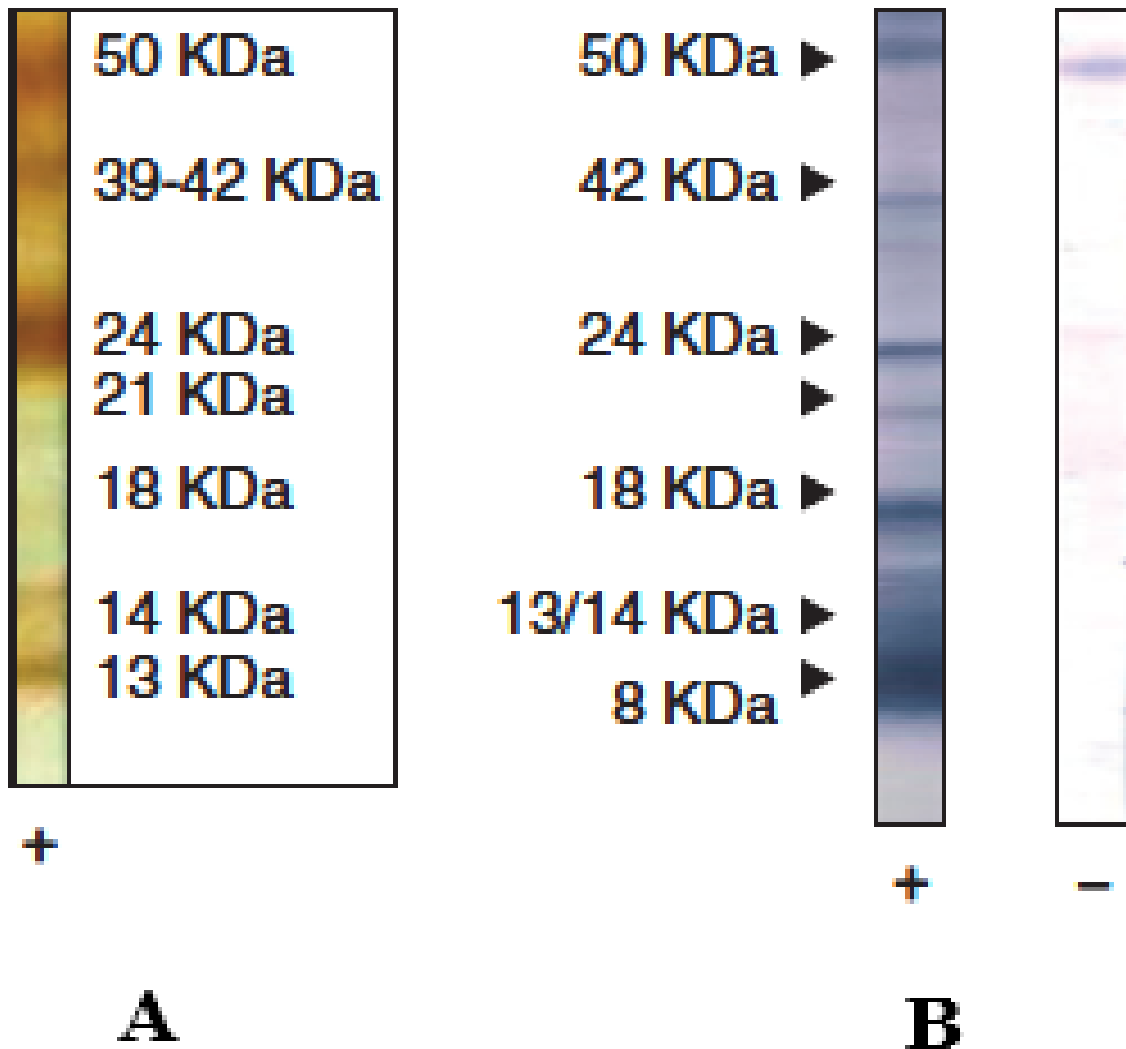 50 KDa
39-42 KDa
24 KDa
21 KDa
18 KDa
14 KDa
13 KDa
+
A
50 KDa
42 KDa
24 KDa
18 KDa
13/14 KDa
8 KDa
+
−
B